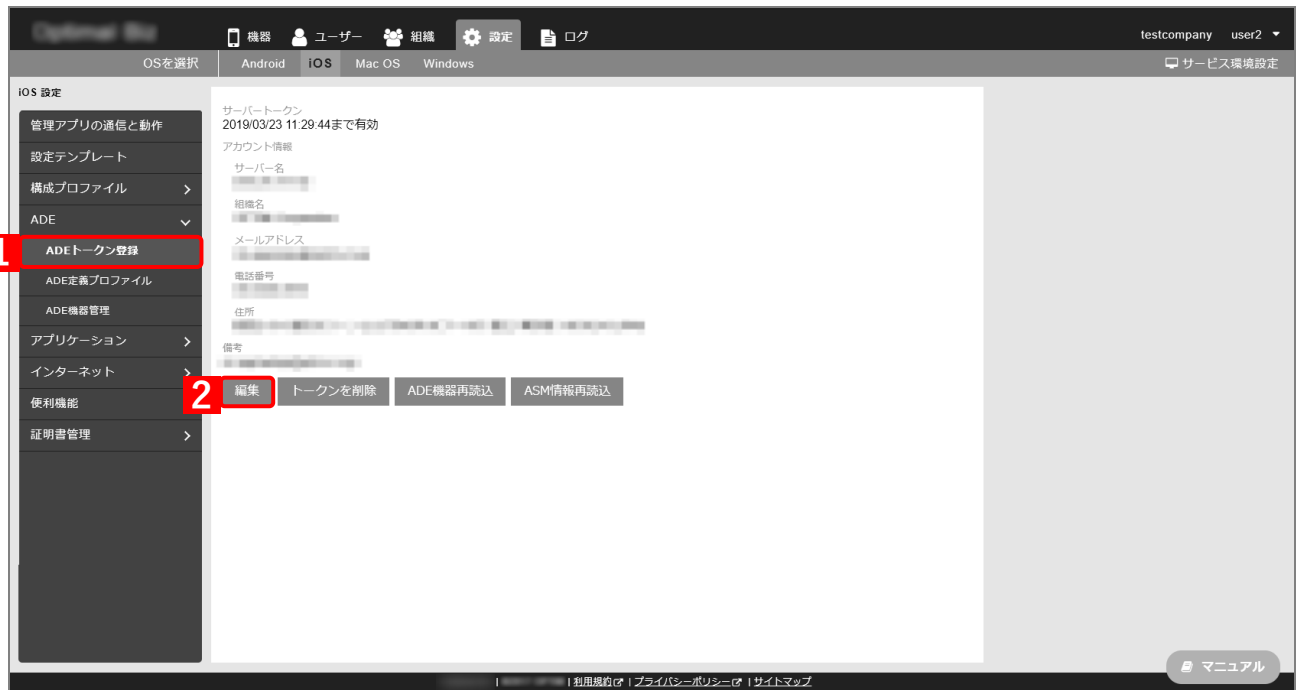 機器 ユーザー 組織 設定 ログ testcompany user2 ▼
OSを選択 Android iOS Mac OS Windows サービス環境設定
iOS 設定
管理アプリの通信と動作
設定テンプレート
構成プロファイル
ADE
1
ADEトークン登録
ADE定義プロファイル
ADE機器管理
アプリケーション
インターネット
便利機能
証明書管理
サーバートークン
2019/03/23 11:29:44まで有効
アカウント情報
サーバー名
組織名
メールアドレス
電話番号
住所
備考
2 編集 トークンを削除 ADE機器再読込 ASM情報再読込
マニュアル
| | 利用規約 | プライバシーポリシー | サイトマップ